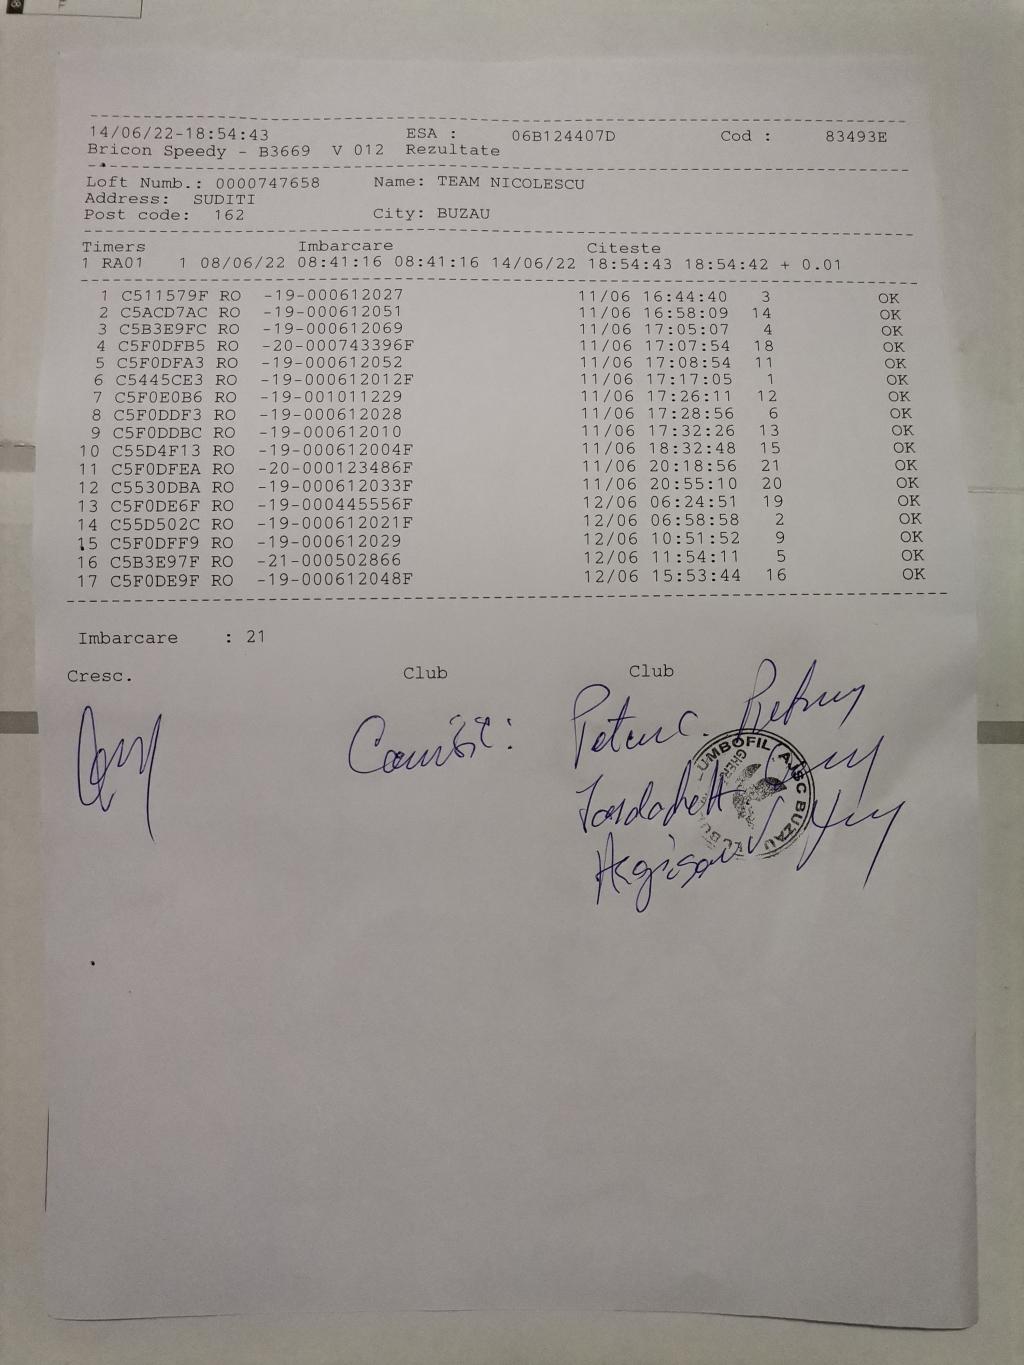 14/06/22-18:54:43 ESA : 06B124407D Cod : 83493E
Bricon Speedy - B3669 V 012 Rezultate
Loft Numb.: 0000747658 Name: TEAM NICOLESCU
Address: SUDITI
Post code: 162 City: BUZAU
Timers Imbarcare Citeste
1 RA01 1 08/06/22 08:41:16 08:41:16 14/06/22 18:54:43 18:54:42 + 0.01
1 C511579F RO -19-000612027 11/06 16:44:40 3 OK
2 C5ACD7AC RO -19-000612051 11/06 16:58:09 14 OK
3 C5B3E9FC RO -19-000612069 11/06 17:05:07 4 OK
4 C5F0DFB5 RO -20-000743396F 11/06 17:07:54 18 OK
5 C5F0DFA3 RO -19-000612052 11/06 17:08:54 11 OK
6 C5445CE3 RO -19-000612012F 11/06 17:17:05 1 OK
7 C5F0E0B6 RO -19-001011229 11/06 17:26:11 12 OK
8 C5F0DDF3 RO -19-000612028 11/06 17:28:56 6 OK
9 C5F0DDBC RO -19-000612010 11/06 17:32:26 13 OK
10 C55D4F13 RO -19-000612004F 11/06 18:32:48 15 OK
11 C5F0DFEA RO -20-000123486F 11/06 20:18:56 21 OK
12 C5530DBA RO -19-000612033F 11/06 20:55:10 20 OK
13 C5F0DE6F RO -19-000445556F 12/06 06:24:51 19 OK
14 C55D502C RO -19-000612021F 12/06 06:58:58 2 OK
15 C5F0DFF9 RO -19-000612029 12/06 10:51:52 9 OK
16 C5B3E97F RO -21-000502866 12/06 11:54:11 5 OK
17 C5F0DE9F RO -19-000612048F 12/06 15:53:44 16 OK
Imbarcare : 21
Cresc. Club Club
BUZAU